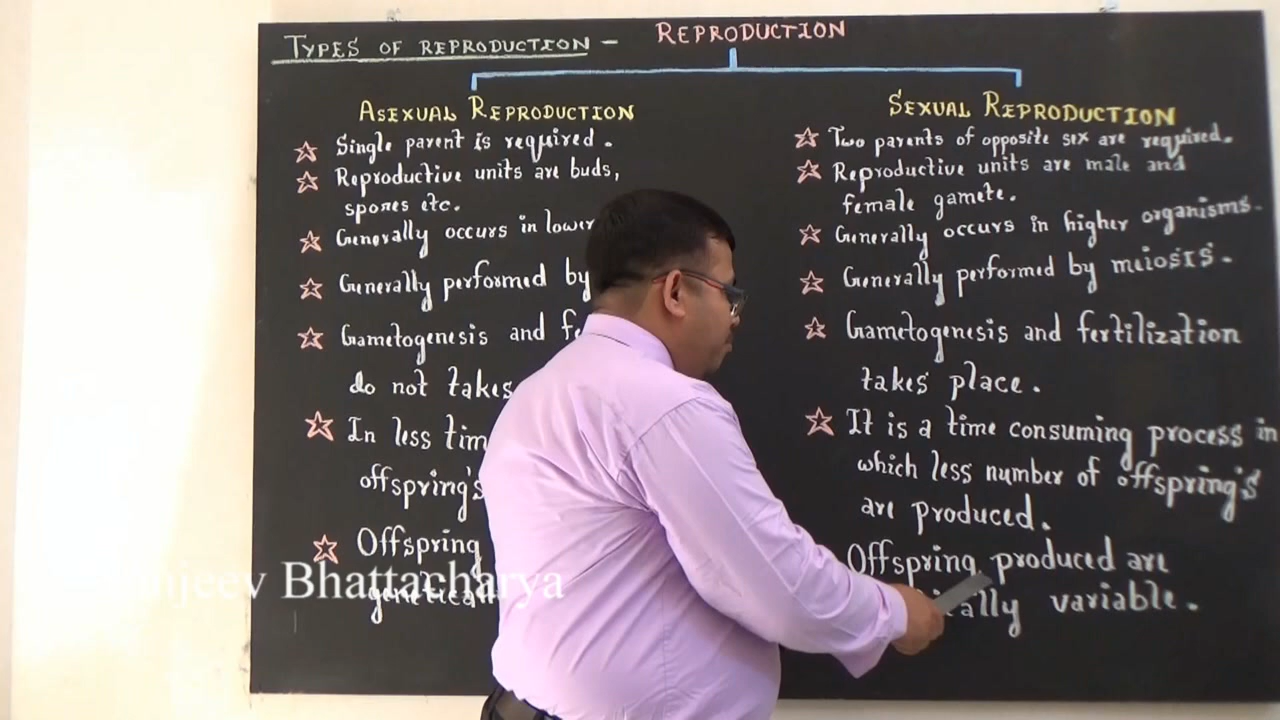 TYPES OF REPRODUCTION -
REPRODUCTION
ASEXUAL REPRODUCTION
Single parent is required.
Reproductive units are buds,
spores etc.
Generally occurs in lower
Generally performed by
Gametogenesis and
do not takes
In less
offspring's
Offspring
SEXUAL REPRODUCTION
Two parents of opposite sex are required.
Reproductive units are male and
female gamete.
Generally occurs in higher organisms.
Generally performed by meiosis.
Gametogenesis and fertilization
takes place.
It is a time consuming process in
which less number of offspring's
are produced.
Offspring produced are
variable.
Bhattacharya